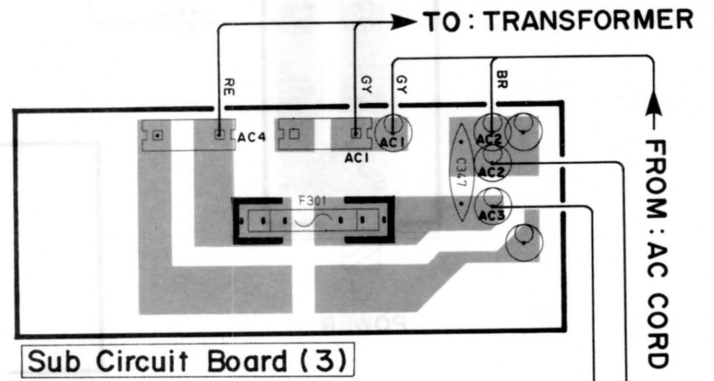 TO : TRANSFORMER
RE
GY
GY
BR
AC4
AC1
AC1
AC2
AC2
C347
AC3
F301
FROM : AC CORD
POWER
Sub Circuit Board (3)